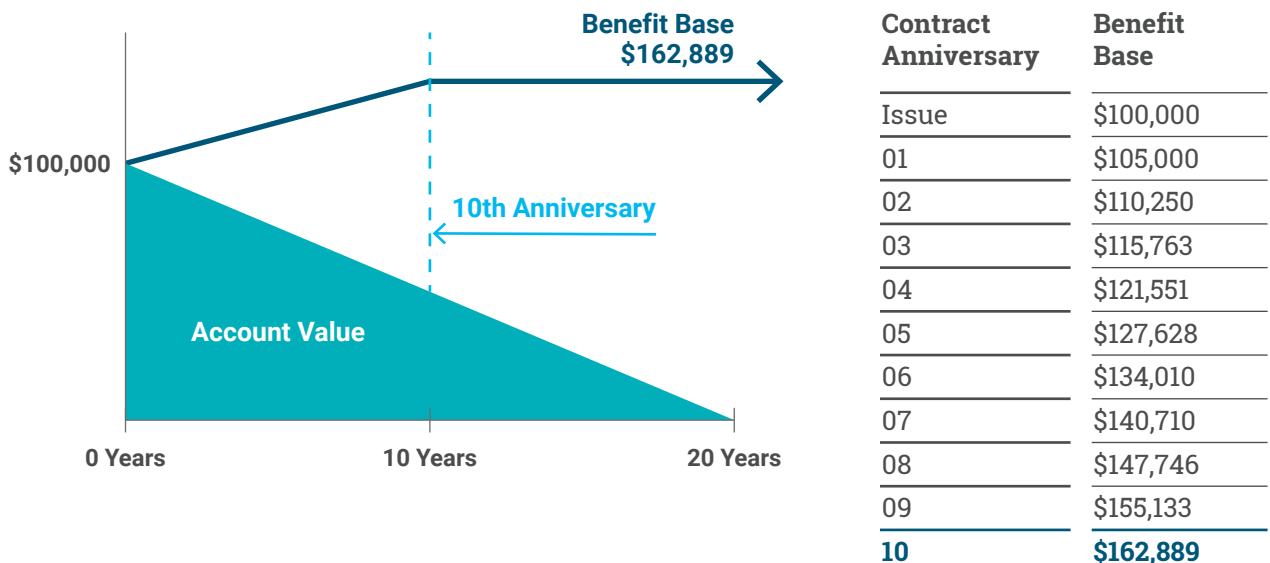 Benefit Base
$162,889
$100,000
10th Anniversary
Account Value
0 Years
10 Years
20 Years
Contract Anniversary Benefit Base
Issue $100,000
01 $105,000
02 $110,250
03 $115,763
04 $121,551
05 $127,628
06 $134,010
07 $140,710
08 $147,746
09 $155,133
10 $162,889